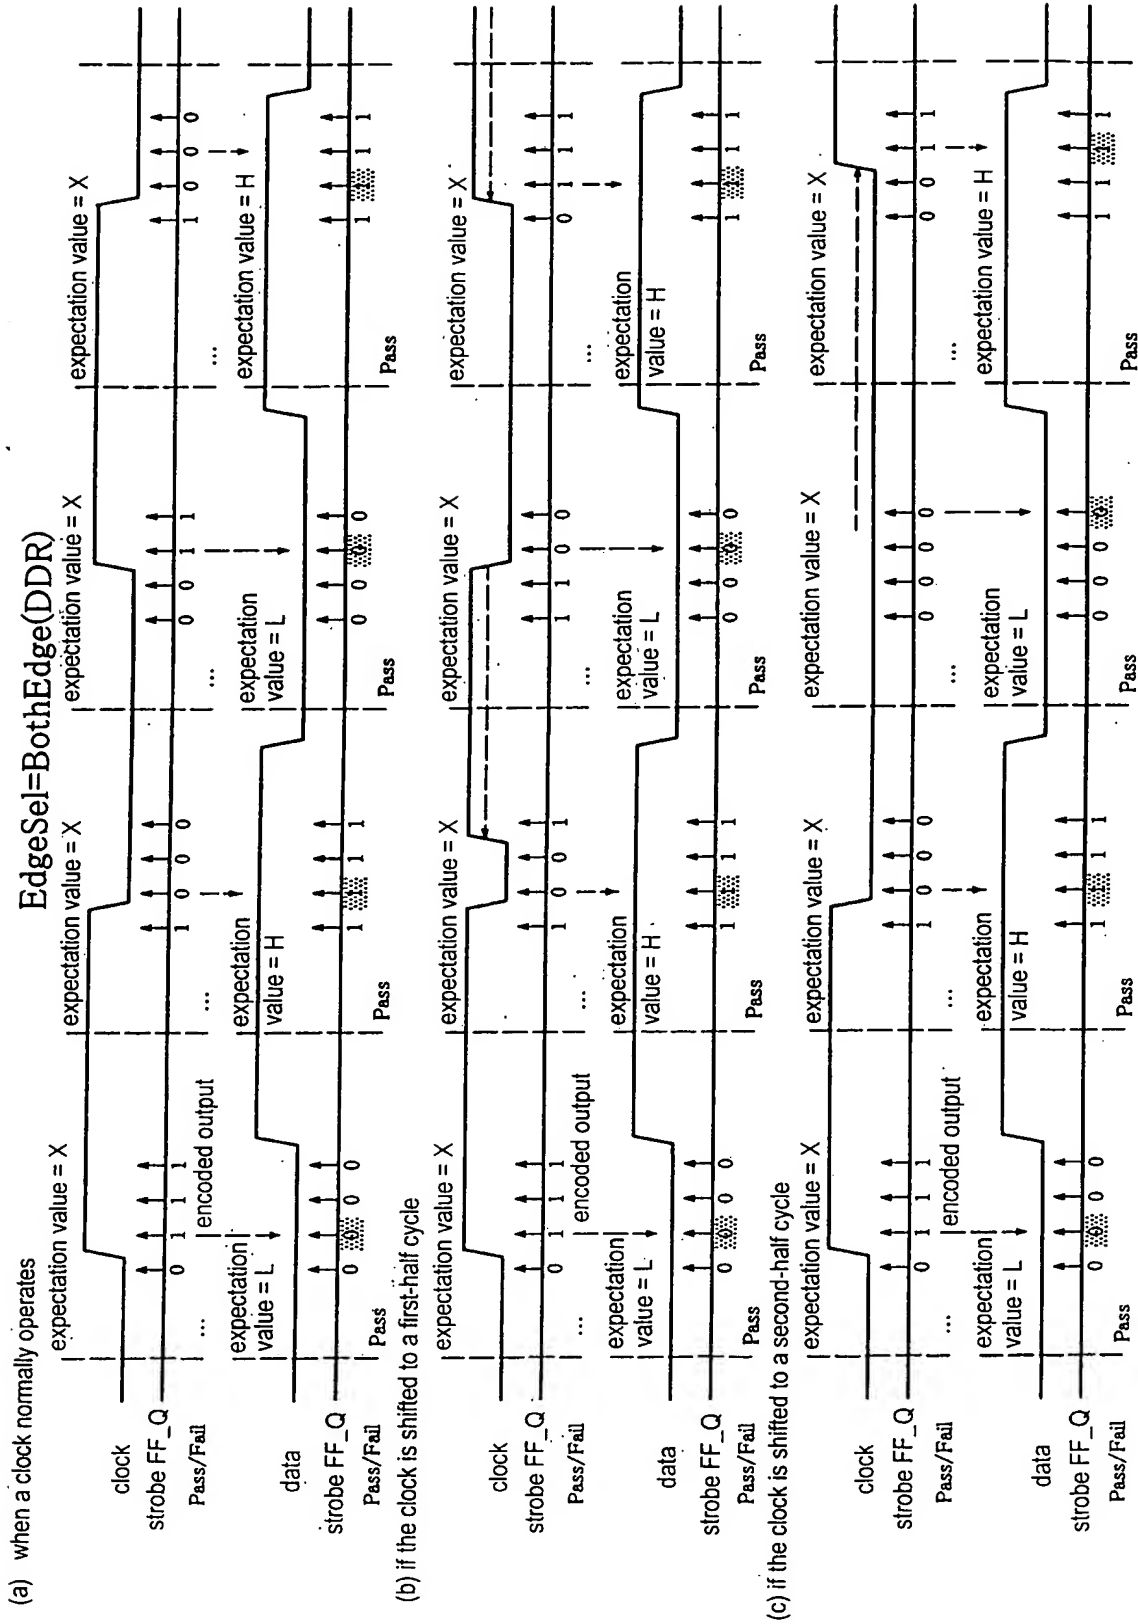 EdgeSel=BothEdge(DDR)
(a) when a clock normally operates
expectation value = X expectation value = X expectation value = X expectation value = X
clock
strobe FF_Q ... 0 1 1 1 ... 1 0 0 0 ... 0 0 1 1 ... 1 0 0 0
Pass/Fail
encoded output
expectation value = L expectation value = H expectation value = L expectation value = H
data
strobe FF_Q 0 0 0 0 1 1 1 1 0 0 0 0 1 1 1 1
Pass/Fail Pass Pass Pass Pass
(b) if the clock is shifted to a first-half cycle
expectation value = X expectation value = X expectation value = X expectation value = X
clock
strobe FF_Q ... 0 1 1 1 ... 1 0 0 1 ... 1 1 0 0 ... 0 1 1 1
Pass/Fail
encoded output
expectation value = L expectation value = H expectation value = L expectation value = H
data
strobe FF_Q 0 0 0 0 1 1 1 1 0 0 0 0 1 1 1 1
Pass/Fail Pass Pass Pass Pass
(c) if the clock is shifted to a second-half cycle
expectation value = X expectation value = X expectation value = X expectation value = X
clock
strobe FF_Q ... 0 1 1 1 ... 1 0 0 0 ... 0 0 0 0 ... 0 0 1 1
Pass/Fail
encoded output
expectation value = L expectation value = H expectation value = L expectation value = H
data
strobe FF_Q 0 0 0 0 1 1 1 1 0 0 0 0 1 1 1 1
Pass/Fail Pass Pass Pass Pass